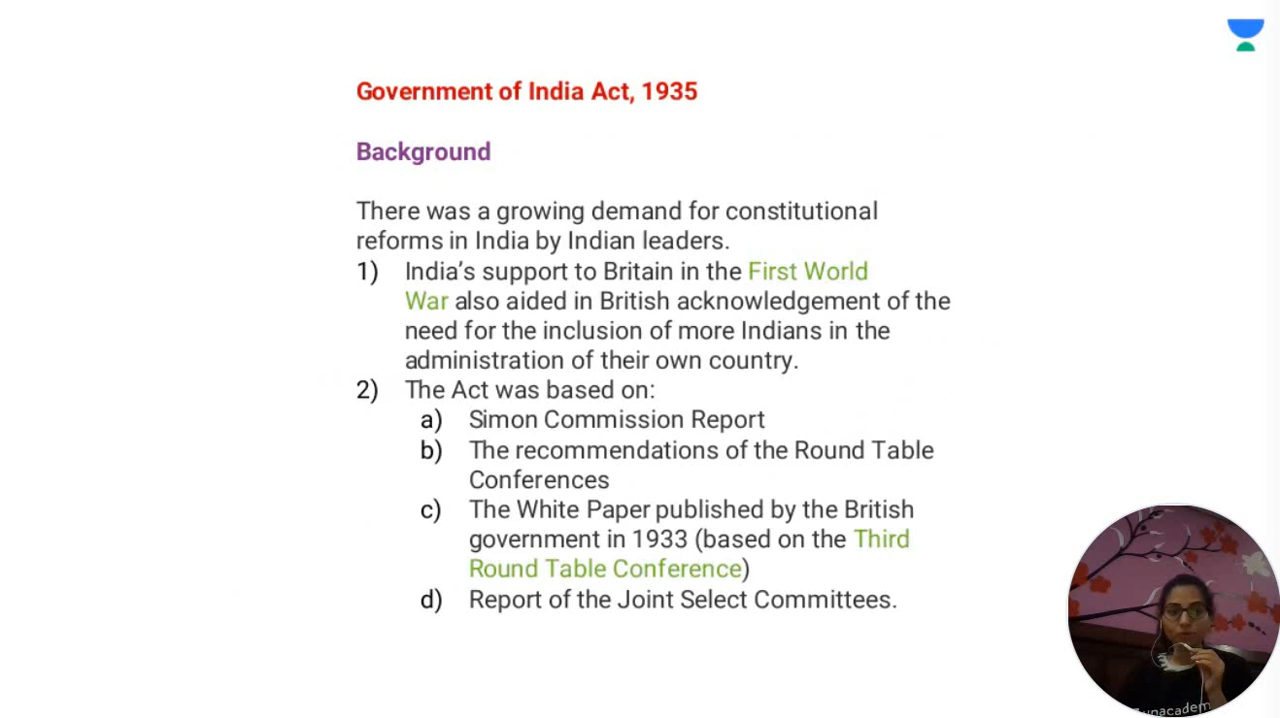 Government of India Act, 1935
Background
There was a growing demand for constitutional
reforms in India by Indian leaders.
1) India’s support to Britain in the First World
War also aided in British acknowledgement of the
need for the inclusion of more Indians in the
administration of their own country.
2) The Act was based on:
a) Simon Commission Report
b) The recommendations of the Round Table
Conferences
c) The White Paper published by the British
government in 1933 (based on the Third
Round Table Conference)
d) Report of the Joint Select Committees.
unacadem